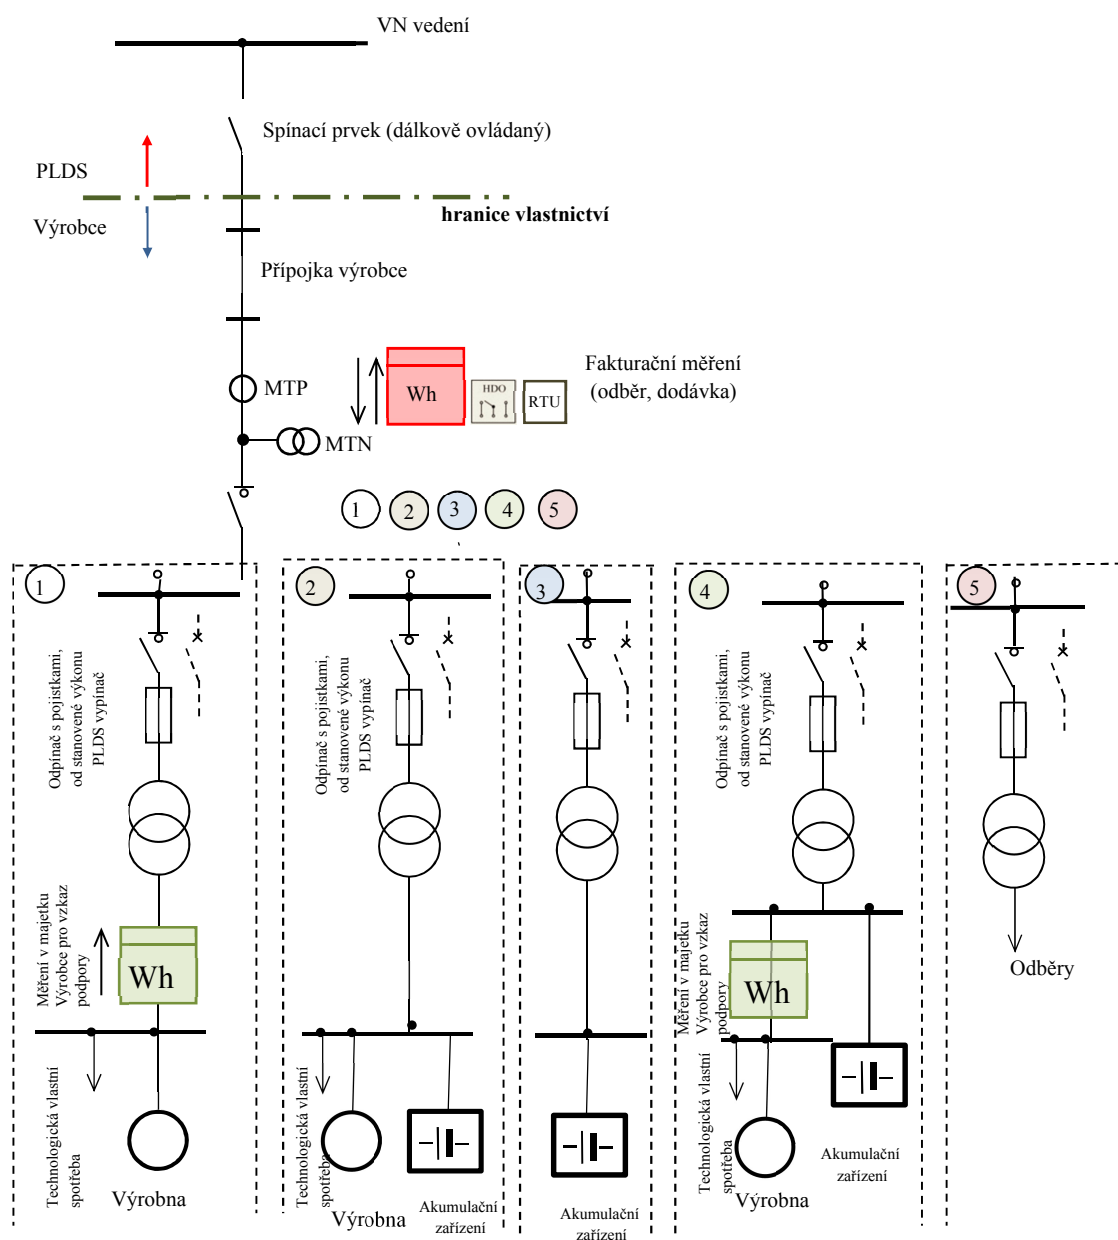 VN vedení
Spínací prvek (dálkově ovládaný)
PLDS
hranice vlastnictví
Výrobce
Přípojka výrobce
MTP
Wh
HDO
RTU
Fakturační měření
(odběr, dodávka)
MTN
1
2
3
4
5
1
Odpínač s pojistkami,
od stanovené výkonu
PLDS vypínač
Měření v majetku
Výrobce pro vzkaz
podpory
Wh
Technologická vlastní
spotřeba
Výrobna
2
Odpínač s pojistkami,
od stanovené výkonu
PLDS vypínač
Technologická vlastní
spotřeba
Výrobna
Akumulační
zařízení
3
Akumulační
zařízení
4
Odpínač s pojistkami,
od stanovené výkonu
PLDS vypínač
Měření v majetku
Výrobce pro vzkaz
podpory
Wh
Technologická vlastní
spotřeba
Výrobna
Akumulační
zařízení
5
Odběry